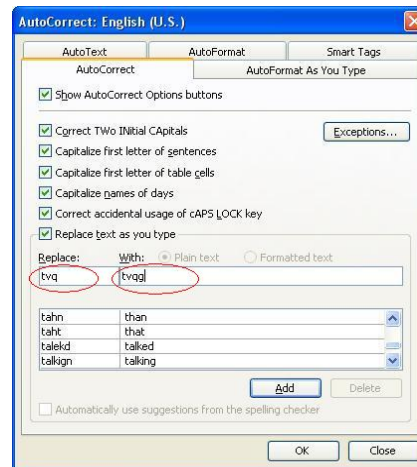 AutoCorrect: English (U.S.)
AutoText AutoFormat Smart Tags
AutoCorrect AutoFormat As You Type
Show AutoCorrect Options buttons
Correct TWo INitial CApitals Exceptions...
Capitalize first letter of sentences
Capitalize first letter of table cells
Capitalize names of days
Correct accidental usage of cAPS LOCK key
Replace text as you type
Replace: With: Plain text Formatted text
tvq tvqg
tahn than
taht that
talekd talked
talkign talking
Add Delete
Automatically use suggestions from the spelling checker
OK Close